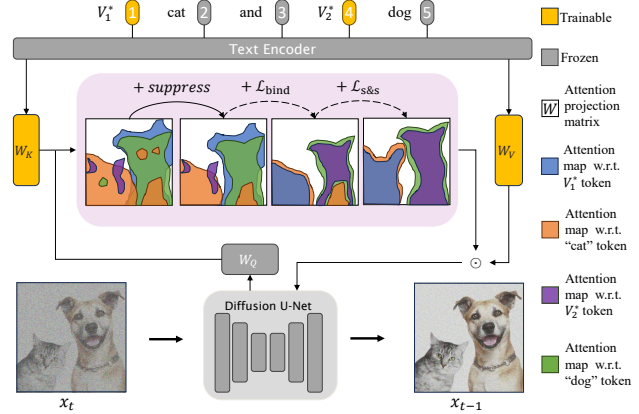 V₁* 1 cat 2 and 3 V₂* 4 dog 5
Text Encoder
+ suppress + ℒbind + ℒs&s
W_K
W_V
W_Q
⊙
Diffusion U-Net
x_t
x_{t−1}
Trainable
Frozen
W
Attention
projection
matrix
Attention
map w.r.t.
V₁* token
Attention
map w.r.t.
“cat” token
Attention
map w.r.t.
V₂* token
Attention
map w.r.t.
“dog” token